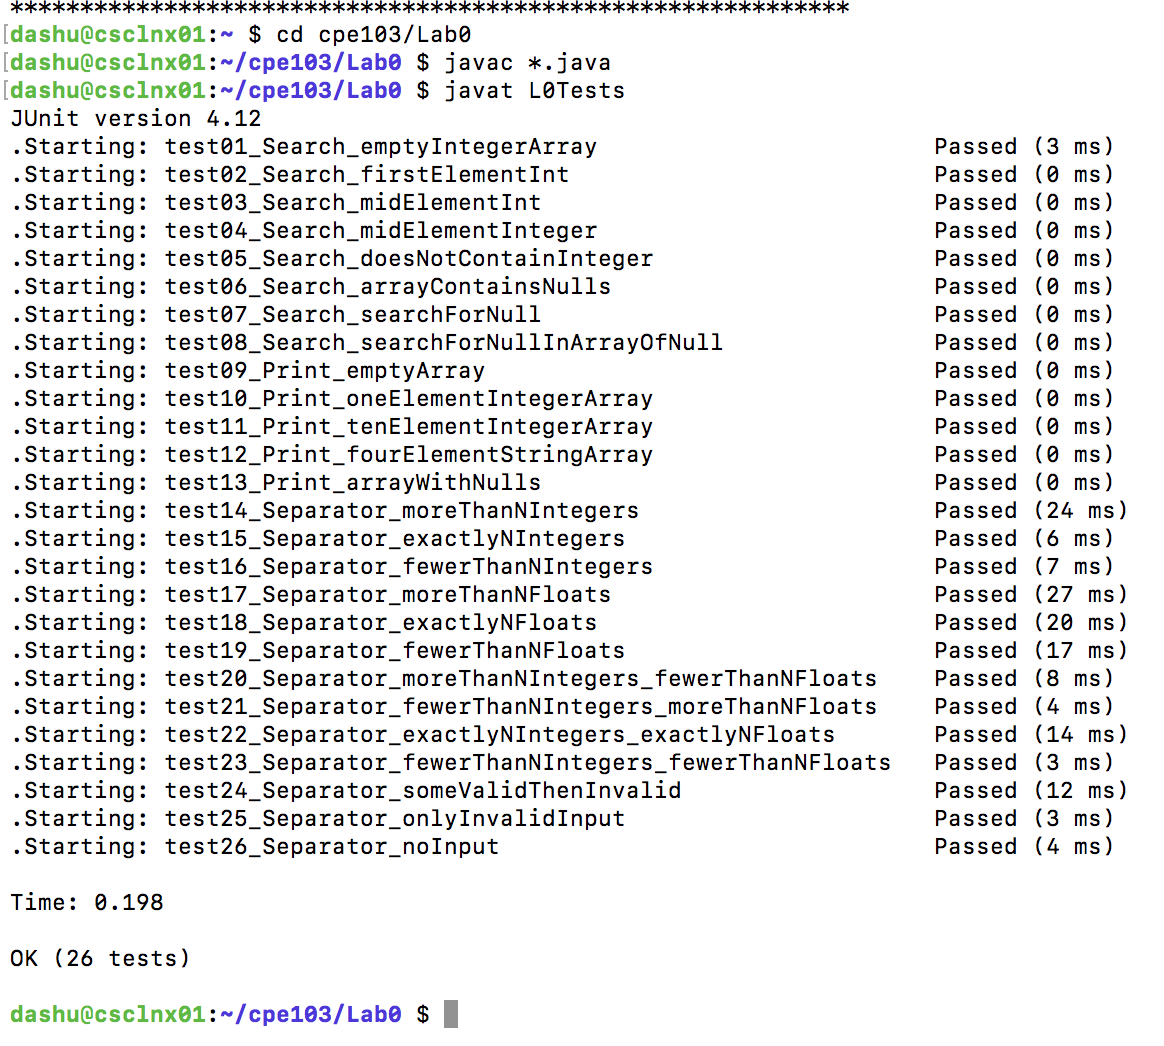 ************************************************************
[dashu@csclnx01:~ $ cd cpe103/Lab0
[dashu@csclnx01:~/cpe103/Lab0 $ javac *.java
[dashu@csclnx01:~/cpe103/Lab0 $ javat L0Tests
JUnit version 4.12
.Starting: test01_Search_emptyIntegerArray Passed (3 ms)
.Starting: test02_Search_firstElementInt Passed (0 ms)
.Starting: test03_Search_midElementInt Passed (0 ms)
.Starting: test04_Search_midElementInteger Passed (0 ms)
.Starting: test05_Search_doesNotContainInteger Passed (0 ms)
.Starting: test06_Search_arrayContainsNulls Passed (0 ms)
.Starting: test07_Search_searchForNull Passed (0 ms)
.Starting: test08_Search_searchForNullInArrayOfNull Passed (0 ms)
.Starting: test09_Print_emptyArray Passed (0 ms)
.Starting: test10_Print_oneElementIntegerArray Passed (0 ms)
.Starting: test11_Print_tenElementIntegerArray Passed (0 ms)
.Starting: test12_Print_fourElementStringArray Passed (0 ms)
.Starting: test13_Print_arrayWithNulls Passed (0 ms)
.Starting: test14_Separator_moreThanNIntegers Passed (24 ms)
.Starting: test15_Separator_exactlyNIntegers Passed (6 ms)
.Starting: test16_Separator_fewerThanNIntegers Passed (7 ms)
.Starting: test17_Separator_moreThanNFloats Passed (27 ms)
.Starting: test18_Separator_exactlyNFloats Passed (20 ms)
.Starting: test19_Separator_fewerThanNFloats Passed (17 ms)
.Starting: test20_Separator_moreThanNIntegers_fewerThanNFloats Passed (8 ms)
.Starting: test21_Separator_fewerThanNIntegers_moreThanNFloats Passed (4 ms)
.Starting: test22_Separator_exactlyNIntegers_exactlyNFloats Passed (14 ms)
.Starting: test23_Separator_fewerThanNIntegers_fewerThanNFloats Passed (3 ms)
.Starting: test24_Separator_someValidThenInvalid Passed (12 ms)
.Starting: test25_Separator_onlyInvalidInput Passed (3 ms)
.Starting: test26_Separator_noInput Passed (4 ms)
Time: 0.198
OK (26 tests)
dashu@csclnx01:~/cpe103/Lab0 $